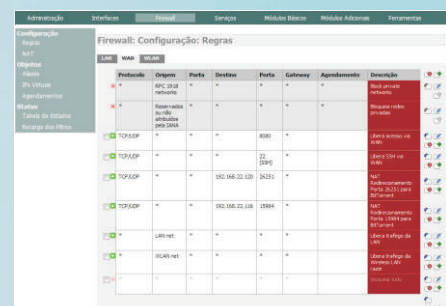 Administração Interfaces Firewall Serviços Módulos Básicos Módulos Adicionais Ferramentas
Configuração
Regras
NAT
Objetos
Aliases
IPs Virtuais
Agendamentos
Status
Tabela de Estados
Recarga dos Filtros
Firewall: Configuração: Regras
LAN WAN WLAN
Protocolo Origem Porta Destino Porta Gateway Agendamento Descrição
* RFC 1918 networks * * * * * Block private networks
* Reservados ou não atribuídos pela IANA * * * * * Bloqueia redes privadas
TCP/UDP * * * 8080 * Libera acesso via WAN
TCP/UDP * * * 22 (SSH) * Libera SSH via WAN
TCP/UDP * * 192.168.22.120 26251 * NAT Redirecionamento Porta 26251 para BitTorrent
TCP/UDP * * 192.168.22.116 15984 * NAT Redirecionamento Porta 15984 para BitTorrent
* LAN net * * * * Libera trafego da LAN
* WLAN net * * * * Libera trafego da Wireless LAN
* * * * * *